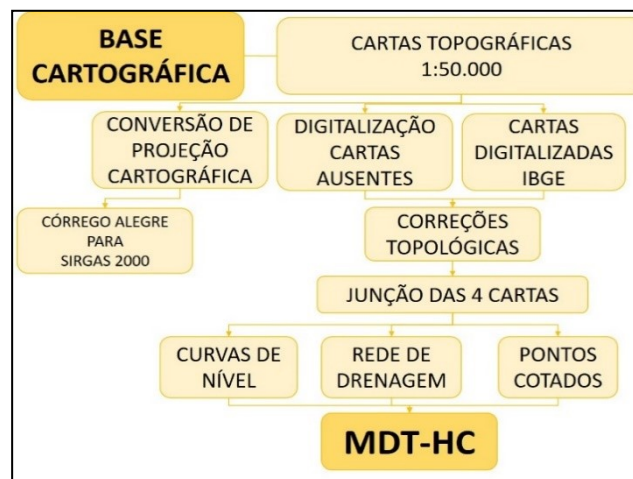 BASE
CARTOGRÁFICA
CARTAS TOPOGRÁFICAS
1:50.000
CONVERSÃO DE
PROJEÇÃO
CARTOGRÁFICA
DIGITALIZAÇÃO
CARTAS
AUSENTES
CARTAS
DIGITALIZADAS
IBGE
CÓRREGO ALEGRE
PARA
SIRGAS 2000
CORREÇÕES
TOPOLÓGICAS
JUNÇÃO DAS 4 CARTAS
CURVAS DE
NÍVEL
REDE DE
DRENAGEM
PONTOS
COTADOS
MDT-HC